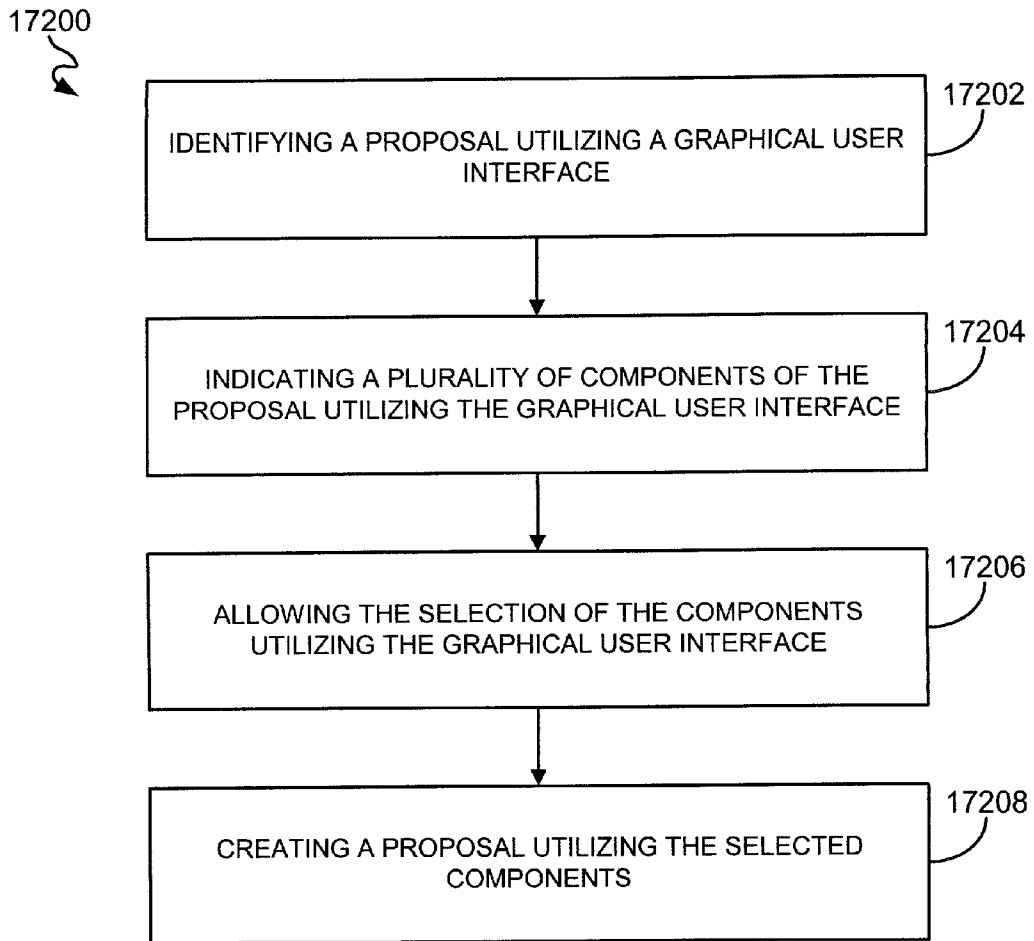 17200
17202
IDENTIFYING A PROPOSAL UTILIZING A GRAPHICAL USER
INTERFACE
17204
INDICATING A PLURALITY OF COMPONENTS OF THE
PROPOSAL UTILIZING THE GRAPHICAL USER INTERFACE
17206
ALLOWING THE SELECTION OF THE COMPONENTS
UTILIZING THE GRAPHICAL USER INTERFACE
17208
CREATING A PROPOSAL UTILIZING THE SELECTED
COMPONENTS